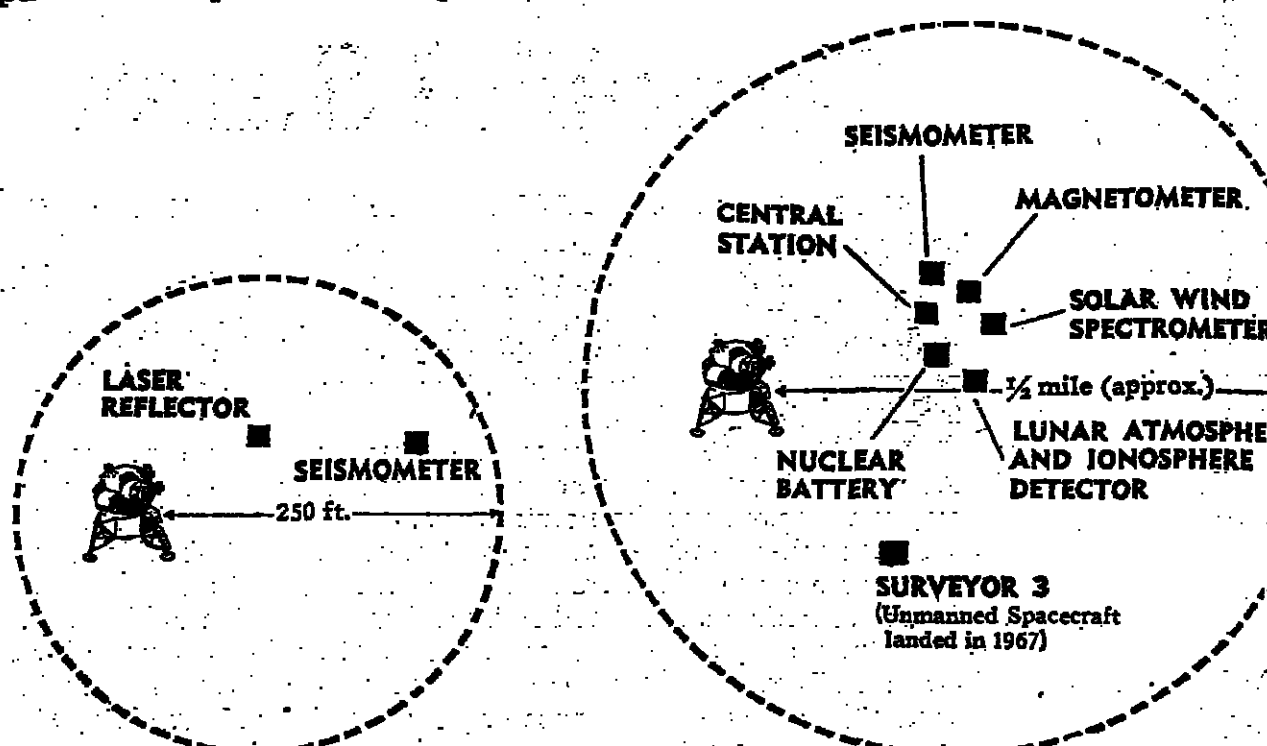 SEISMOMETER
MAGNETOMETER
CENTRAL
STATION
SOLAR WIND
SPECTROMETER
1/2 mile (approx.)
LUNAR ATMOSPHE
AND IONOSPHERE
DETECTOR
NUCLEAR
BATTERY
SURVEYOR 3
(Unmanned Spacecraft
landed in 1967)
LASER
REFLECTOR
SEISMOMETER
250 ft.